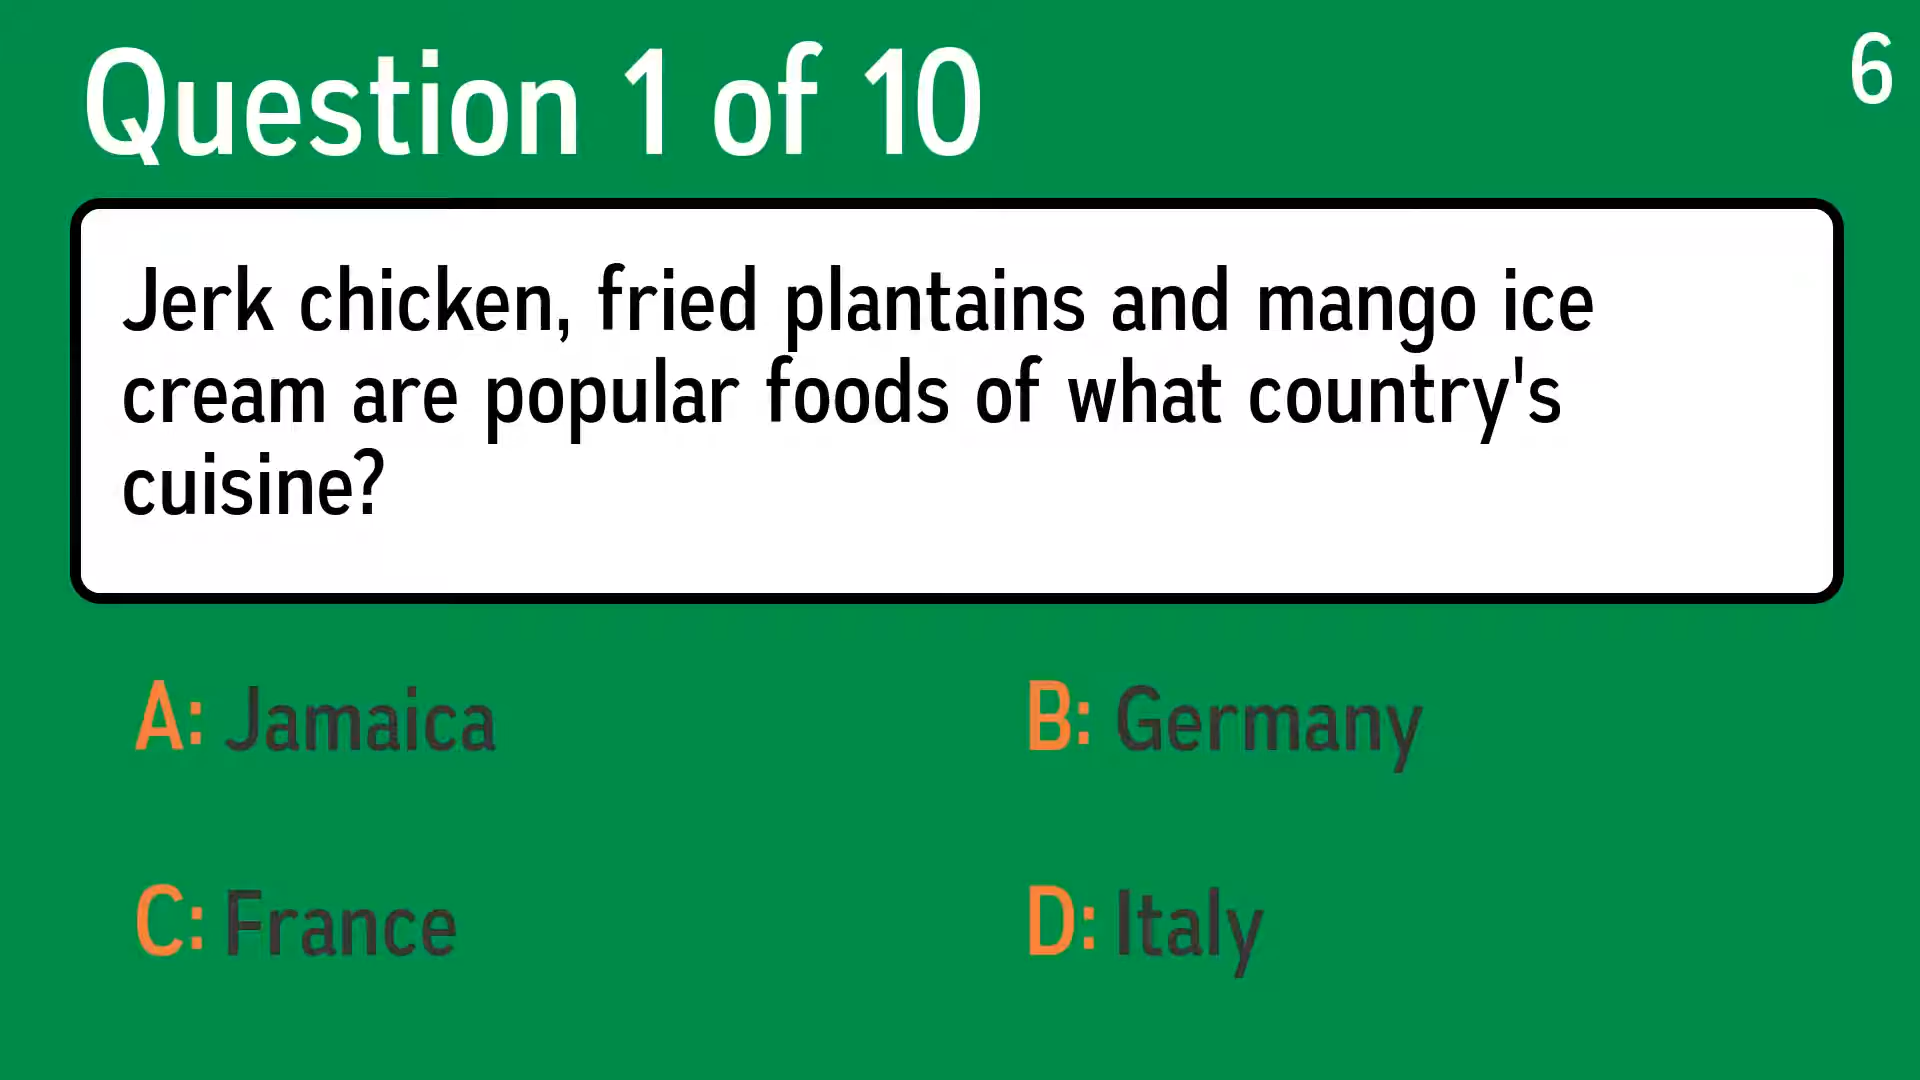 Question 1 of 10
6
Jerk chicken, fried plantains and mango ice
cream are popular foods of what country's
cuisine?
A: Jamaica
B: Germany
C: France
D: Italy